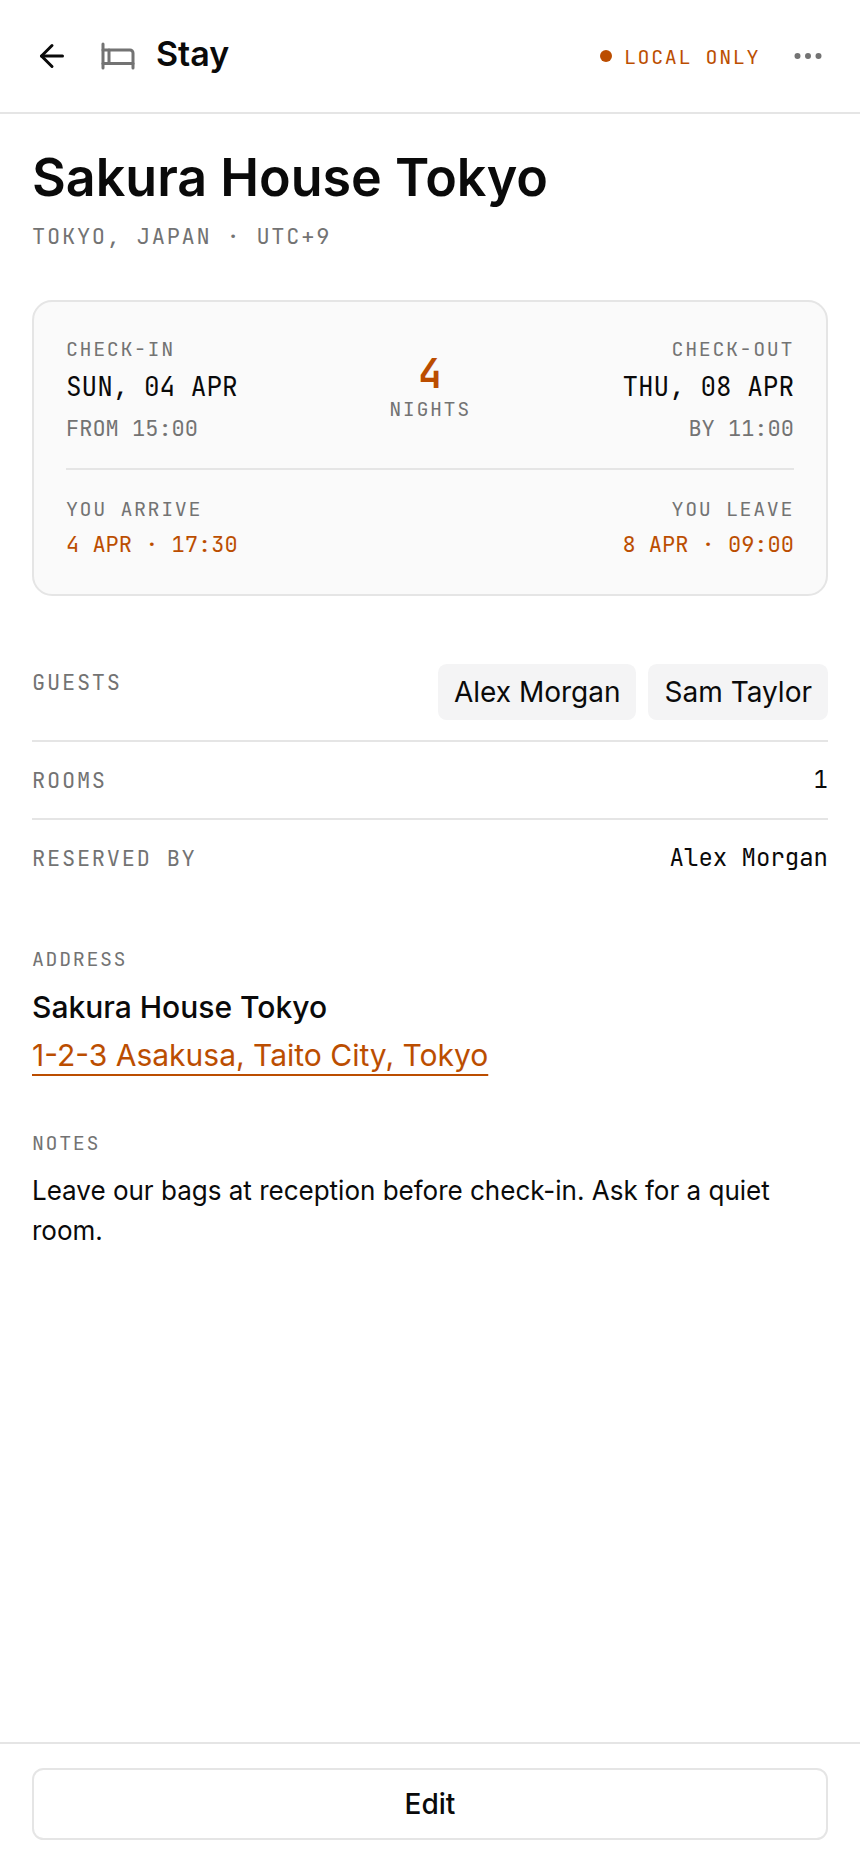 Stay
LOCAL ONLY
Sakura House Tokyo
TOKYO, JAPAN · UTC+9
CHECK-IN
SUN, 04 APR
FROM 15:00
4
NIGHTS
CHECK-OUT
THU, 08 APR
BY 11:00
YOU ARRIVE
4 APR · 17:30
YOU LEAVE
8 APR · 09:00
GUESTS
Alex Morgan
Sam Taylor
ROOMS
1
RESERVED BY
Alex Morgan
ADDRESS
Sakura House Tokyo
1-2-3 Asakusa, Taito City, Tokyo
NOTES
Leave our bags at reception before check-in. Ask for a quiet
room.
Edit